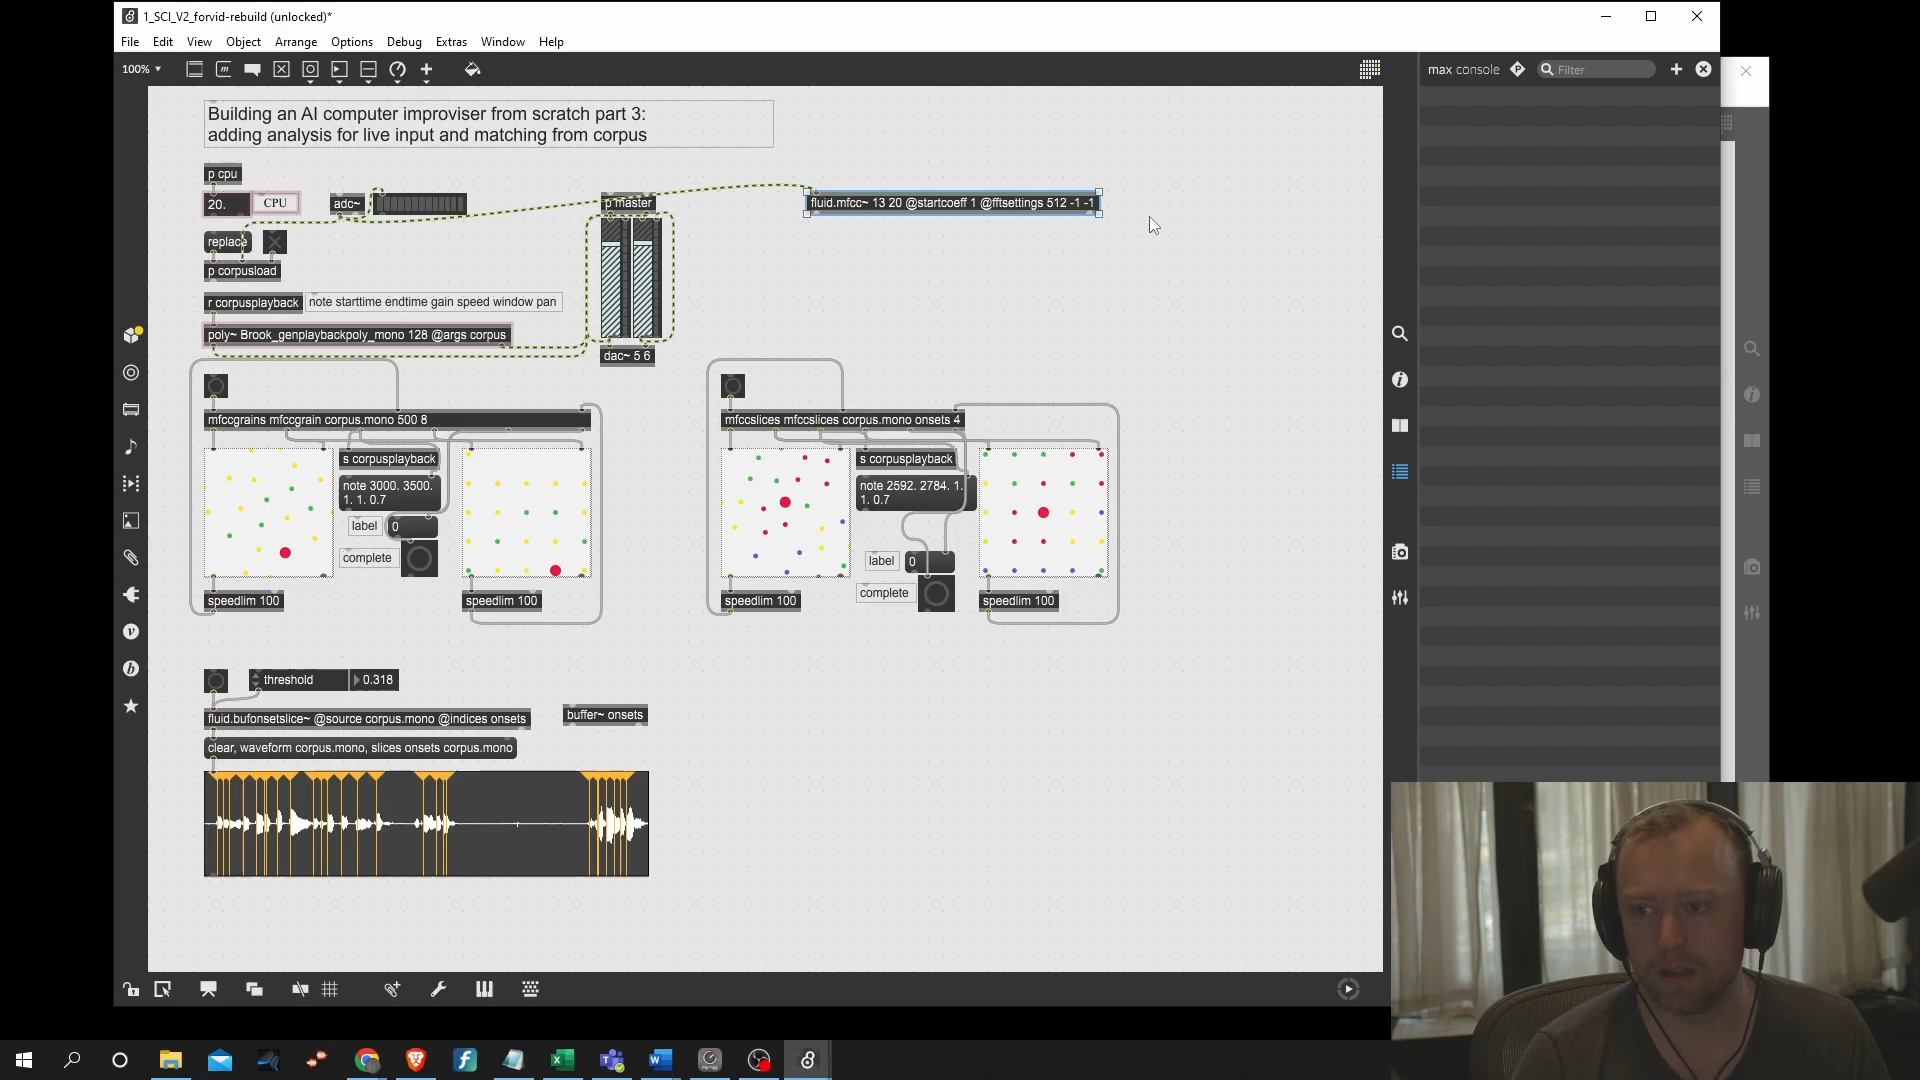 1_SCI_V2_forvid-rebuild (unlocked)*
File Edit View Object Arrange Options Debug Extras Window Help
100%
max console
Filter
Building an AI computer improviser from scratch part 3:
adding analysis for live input and matching from corpus
p cpu
20.
CPU
adc~
p master
fluid.mfcc~ 13 20 @startcoeff 1 @fftsettings 512 -1 -1
replace
p corpusload
r corpusplayback
note starttime endtime gain speed window pan
poly~ Brook_genplaybackpoly_mono 128 @args corpus
dac~ 5 6
mfccgrains mfccgrain corpus.mono 500 8
mfccslices mfccslices corpus.mono onsets 4
s corpusplayback
note 3000. 3500.
1. 1. 0.7
label
0
complete
speedlim 100
speedlim 100
s corpusplayback
note 2592. 2784. 1.
1. 0.7
label
0
complete
speedlim 100
speedlim 100
threshold
0.318
fluid.bufonsetslice~ @source corpus.mono @indices onsets
buffer~ onsets
clear, waveform corpus.mono, slices onsets corpus.mono